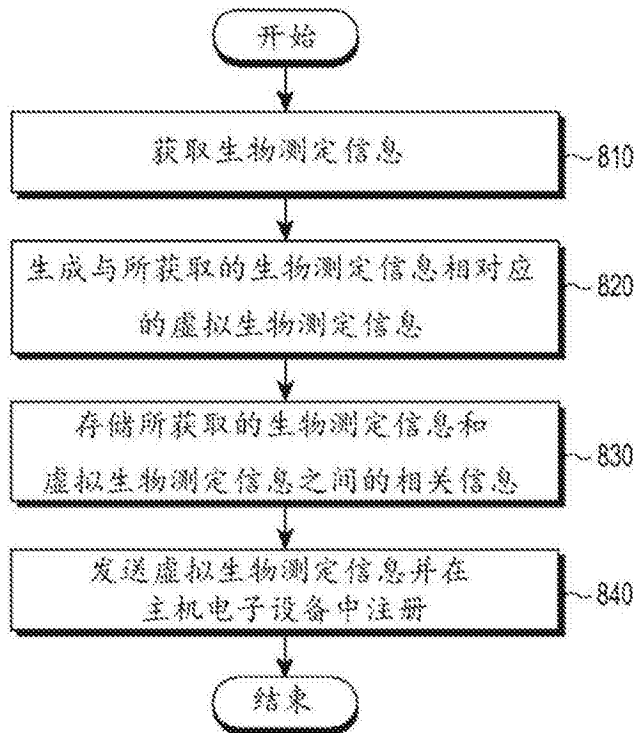 开始
获取生物测定信息
810
生成与所获取的生物测定信息相对应
的虚拟生物测定信息
820
存储所获取的生物测定信息和
虚拟生物测定信息之间的相关信息
830
发送虚拟生物测定信息并在
主机电子设备中注册
840
结束